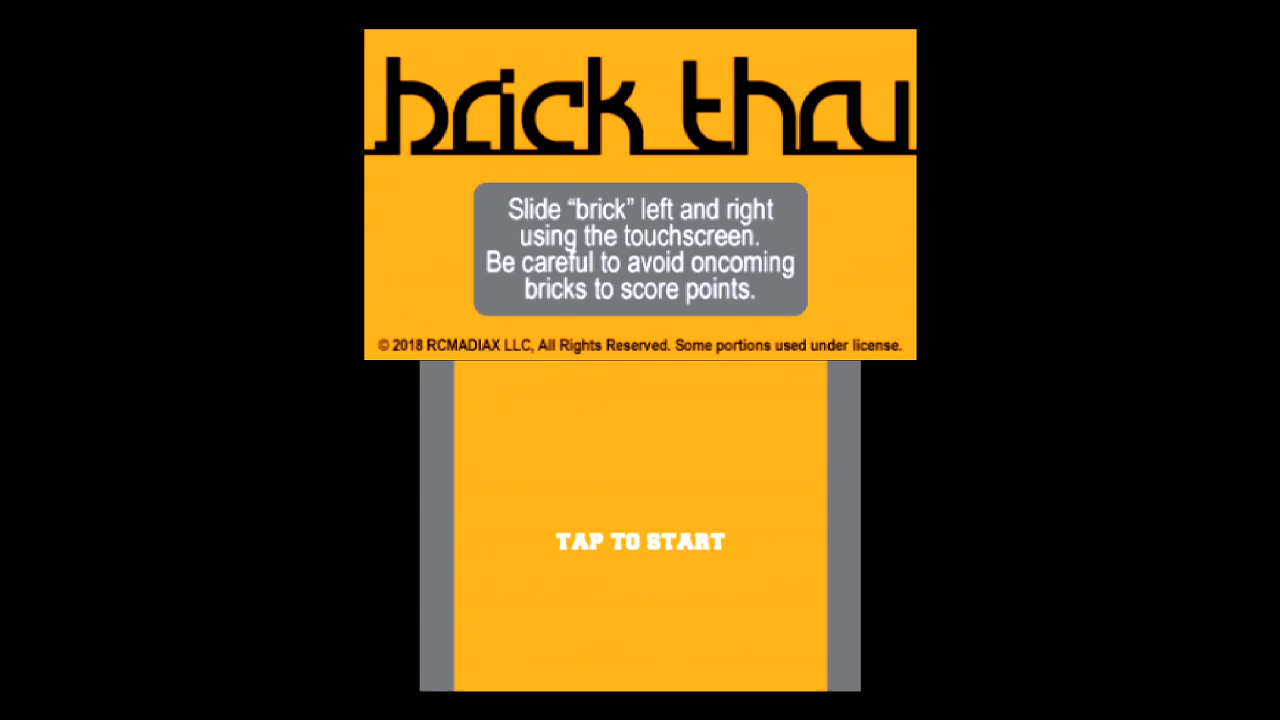 brick thru
Slide “brick” left and right
using the touchscreen.
Be careful to avoid oncoming
bricks to score points.
© 2018 RCMADIAX LLC, All Rights Reserved. Some portions used under license.
TAP TO START